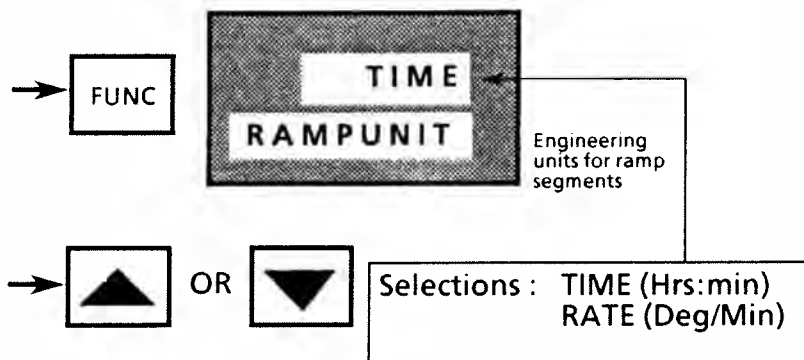 FUNC
TIME
RAMPUNIT
Engineering
units for ramp
segments
OR
Selections : TIME (Hrs:min)
RATE (Deg/Min)